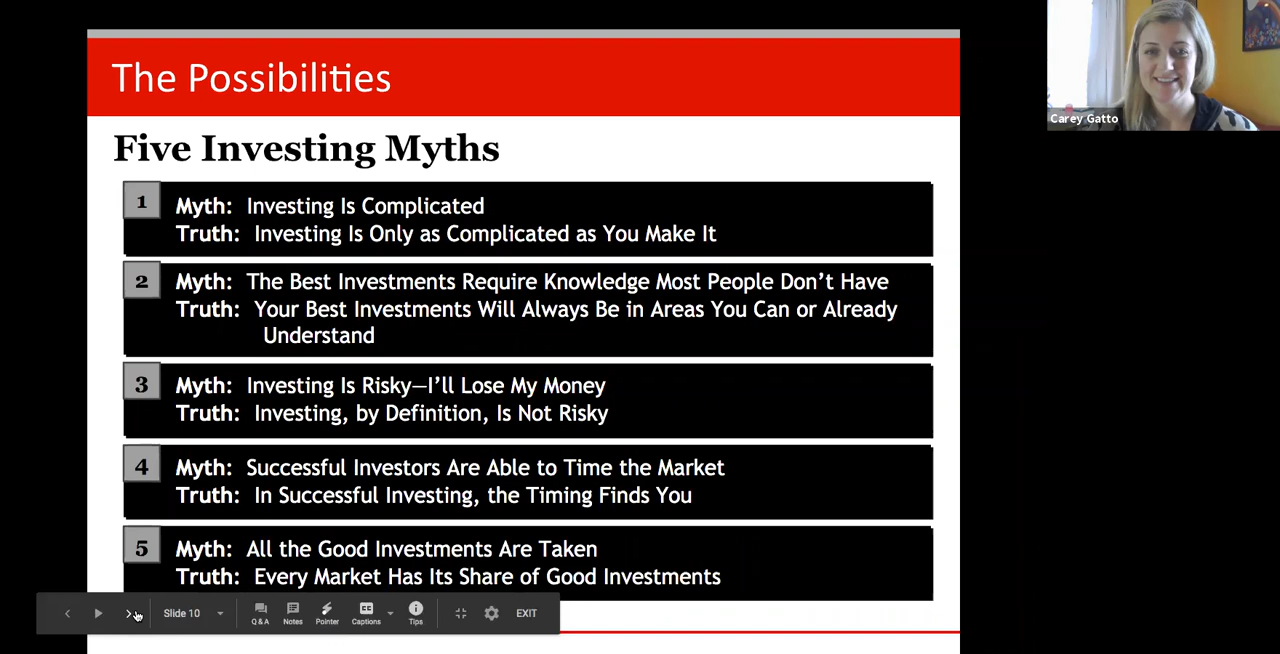 The Possibilities
Carey Gatto
Five Investing Myths
1
Myth: Investing Is Complicated
Truth: Investing Is Only as Complicated as You Make It
2
Myth: The Best Investments Require Knowledge Most People Don't Have
Truth: Your Best Investments Will Always Be in Areas You Can or Already
Understand
3
Myth: Investing Is Risky—I'll Lose My Money
Truth: Investing, by Definition, Is Not Risky
4
Myth: Successful Investors Are Able to Time the Market
Truth: In Successful Investing, the Timing Finds You
5
Myth: All the Good Investments Are Taken
Truth: Every Market Has Its Share of Good Investments
Slide 10
Q & A
Notes
Pointer
CC
Captions
Tips
EXIT